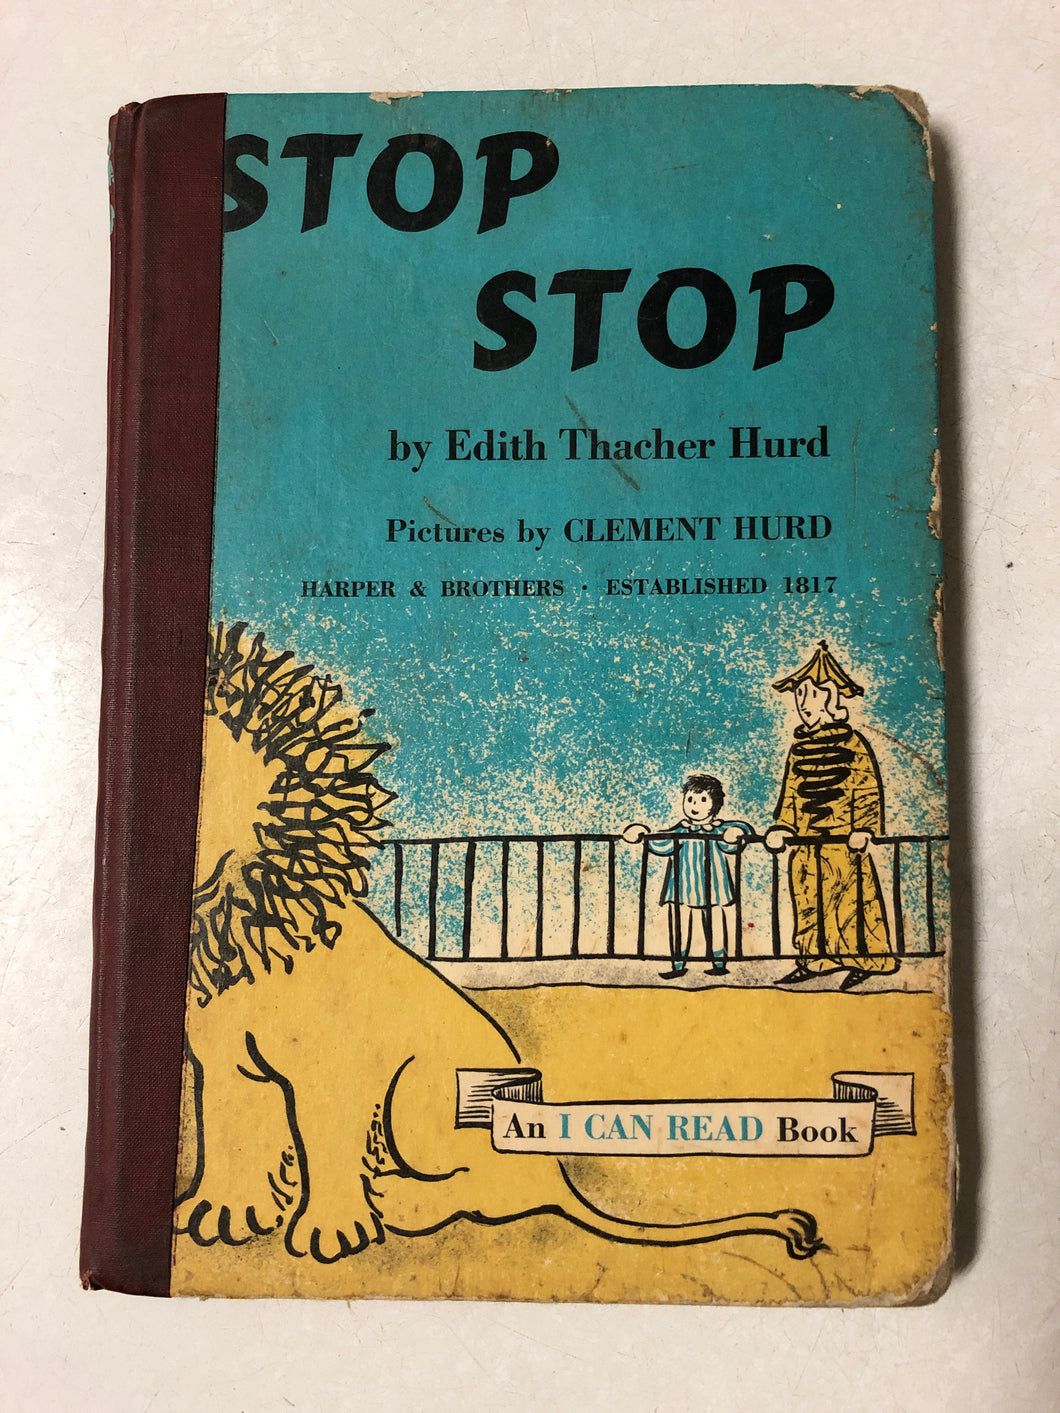 STOP
STOP
by Edith Thacher Hurd
Pictures by CLEMENT HURD
HARPER & BROTHERS · ESTABLISHED 1817
An I CAN READ Book